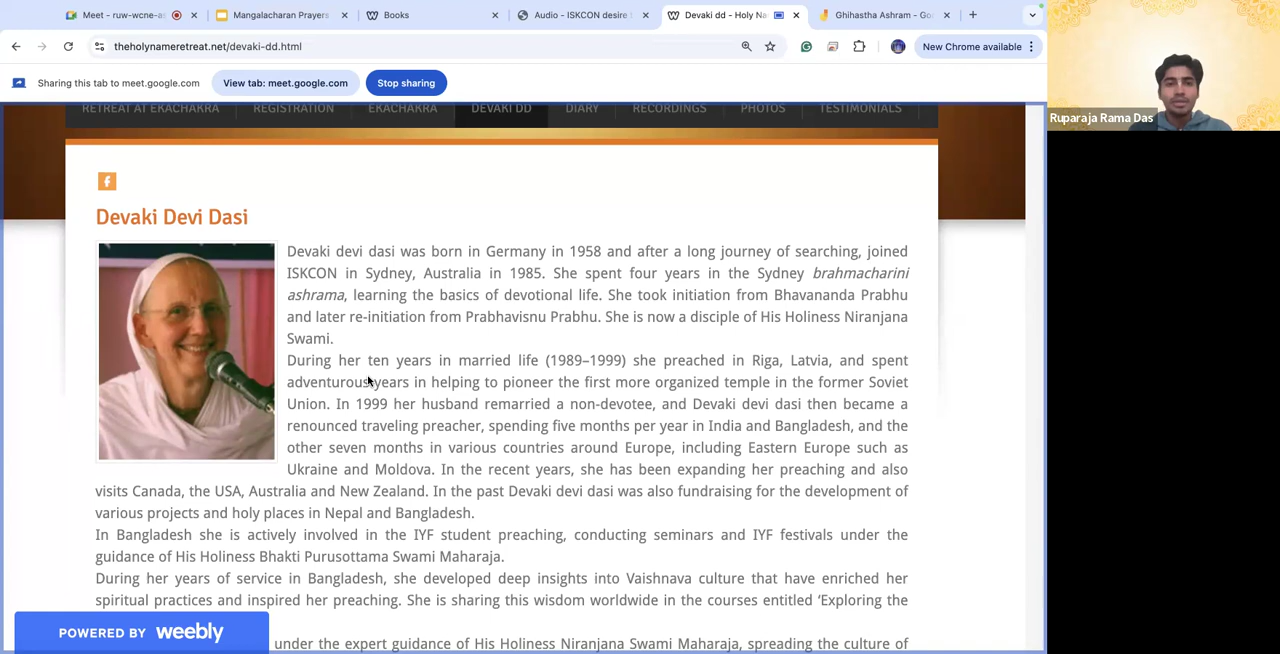 Meet - ruw-wcne-as
Mangalacharan Prayers
Books
Audio - ISKCON desire
Devaki dd - Holy Na
Ghihastha Ashram - Go
theholynameretreat.net/devaki-dd.html
New Chrome available
Sharing this tab to meet.google.com
View tab: meet.google.com
Stop sharing
Ruparaja Rama Das
RETREAT AT EKACHAKRA
REGISTRATION
EKACHAKRA
DEVAKI DD
DIARY
RECORDINGS
PHOTOS
TESTIMONIALS
Devaki Devi Dasi
Devaki devi dasi was born in Germany in 1958 and after a long journey of searching, joined
ISKCON in Sydney, Australia in 1985. She spent four years in the Sydney brahmacharini
ashrama, learning the basics of devotional life. She took initiation from Bhavananda Prabhu
and later re-initiation from Prabhavisnu Prabhu. She is now a disciple of His Holiness Niranjana
Swami.
During her ten years in married life (1989–1999) she preached in Riga, Latvia, and spent
adventurous years in helping to pioneer the first more organized temple in the former Soviet
Union. In 1999 her husband remarried a non-devotee, and Devaki devi dasi then became a
renounced traveling preacher, spending five months per year in India and Bangladesh, and the
other seven months in various countries around Europe, including Eastern Europe such as
Ukraine and Moldova. In the recent years, she has been expanding her preaching and also
visits Canada, the USA, Australia and New Zealand. In the past Devaki devi dasi was also fundraising for the development of
various projects and holy places in Nepal and Bangladesh.
In Bangladesh she is actively involved in the IYF student preaching, conducting seminars and IYF festivals under the
guidance of His Holiness Bhakti Purusottama Swami Maharaja.
During her years of service in Bangladesh, she developed deep insights into Vaishnava culture that have enriched her
spiritual practices and inspired her preaching. She is sharing this wisdom worldwide in the courses entitled ‘Exploring the
POWERED BY weebly
under the expert guidance of His Holiness Niranjana Swami Maharaja, spreading the culture of